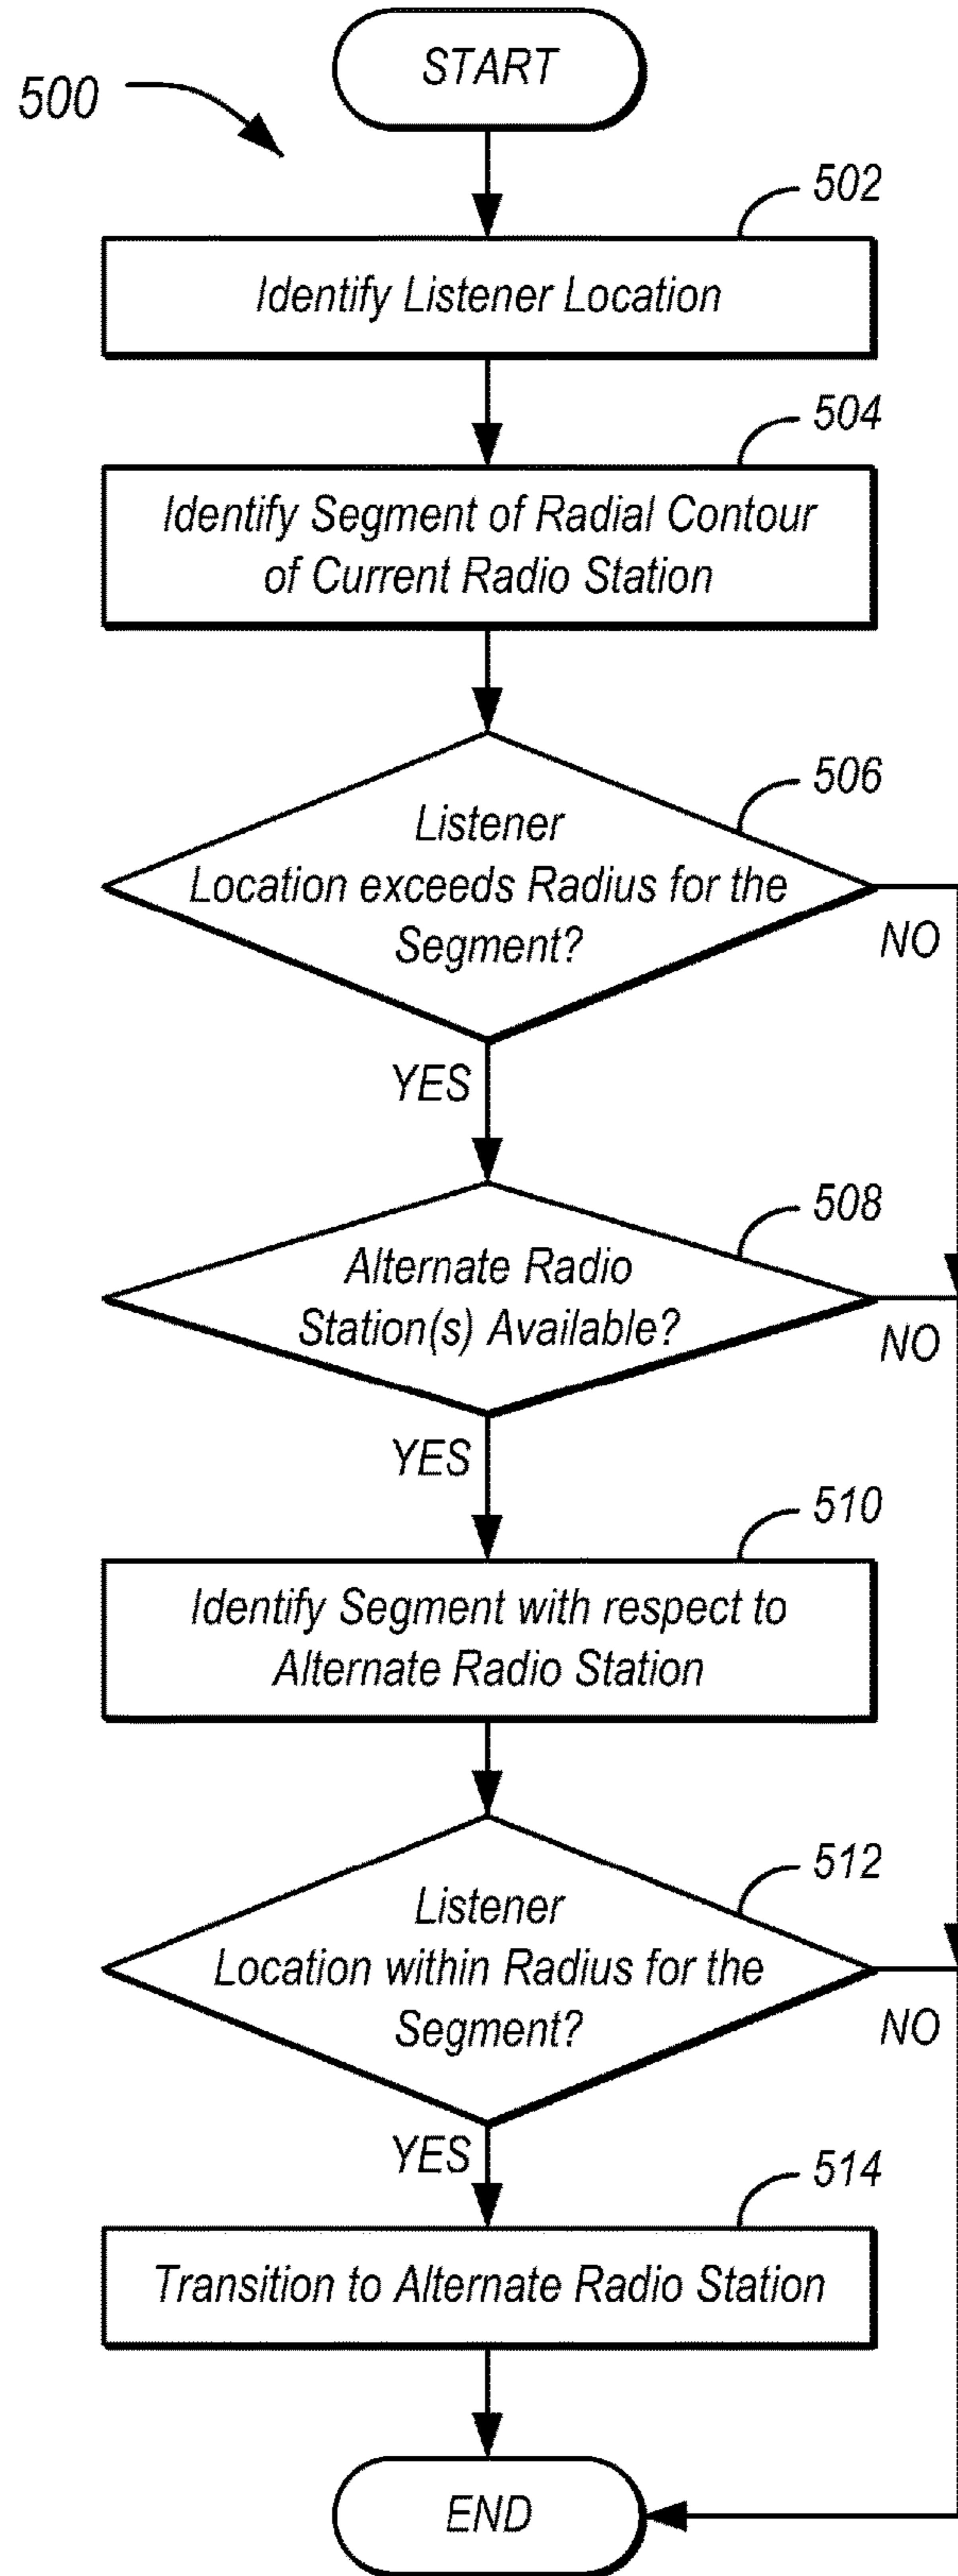 START
500
502
Identify Listener Location
504
Identify Segment of Radial Contour
of Current Radio Station
506
Listener
Location exceeds Radius for the
Segment?
NO
YES
508
Alternate Radio
Station(s) Available?
NO
YES
510
Identify Segment with respect to
Alternate Radio Station
512
Listener
Location within Radius for the
Segment?
NO
YES
514
Transition to Alternate Radio Station
END